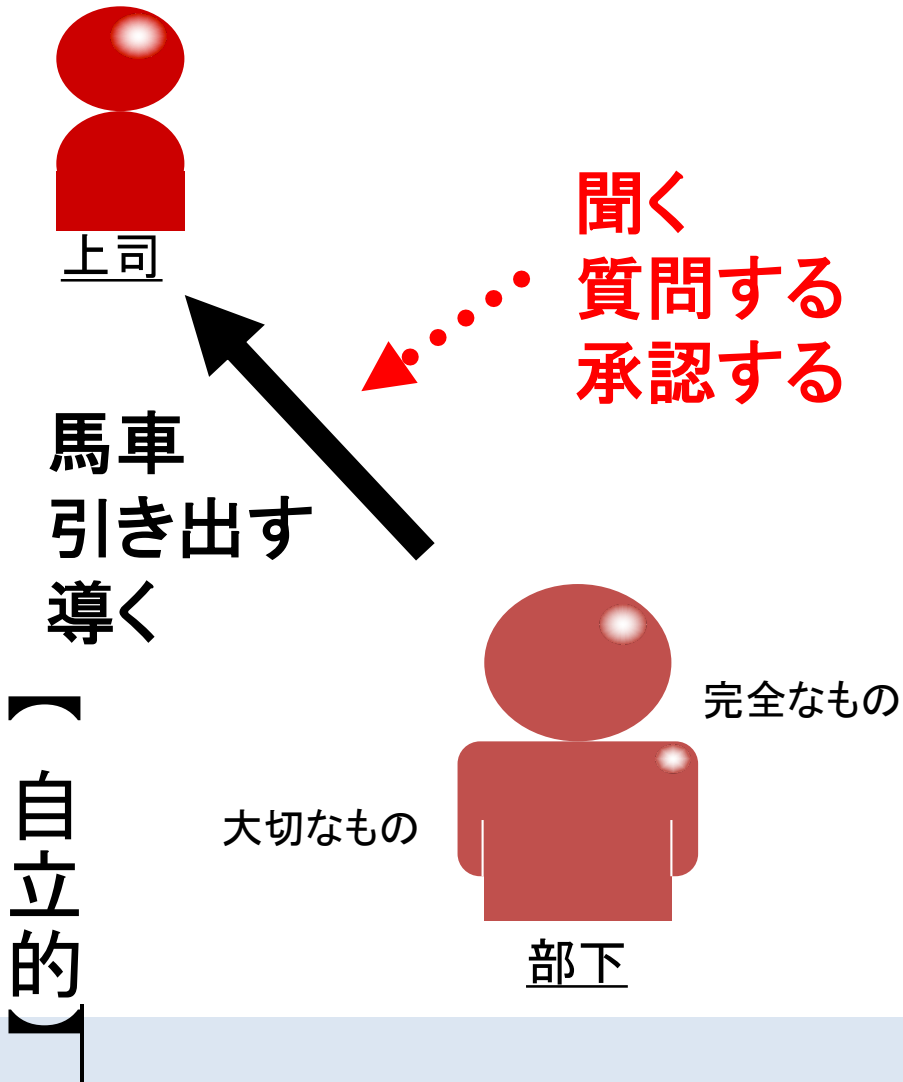 上司
聞く
質問する
承認する
馬車
引き出す
導く
完全なもの
大切なもの
部下
【自立的】